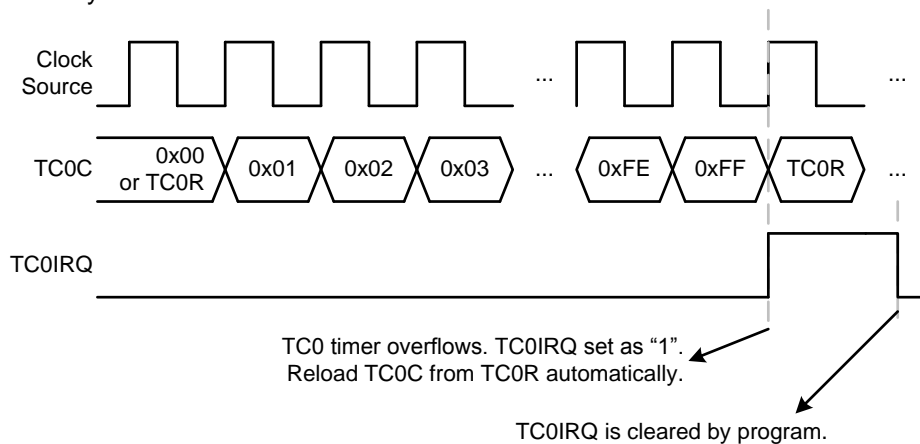 Clock
Source
...
...
TC0C
0x00
or TC0R
0x01
0x02
0x03
...
0xFE
0xFF
TC0R
...
TC0IRQ
TC0 timer overflows. TC0IRQ set as “1”.
Reload TC0C from TC0R automatically.
TC0IRQ is cleared by program.